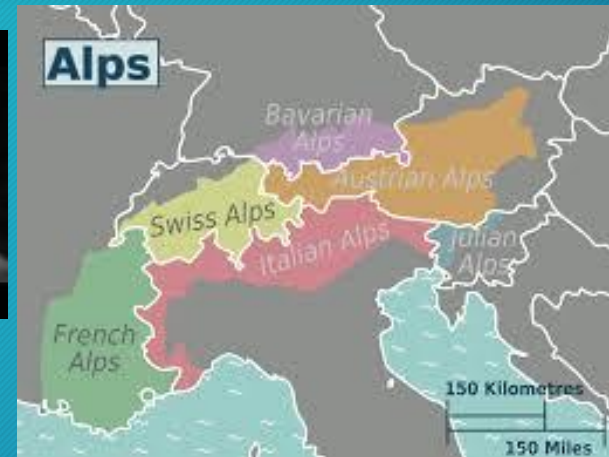 Alps
Bavarian
Alps
Austrian Alps
Swiss Alps
Italian Alps
Julian
Alps
French
Alps
150 Kilometres
150 Miles